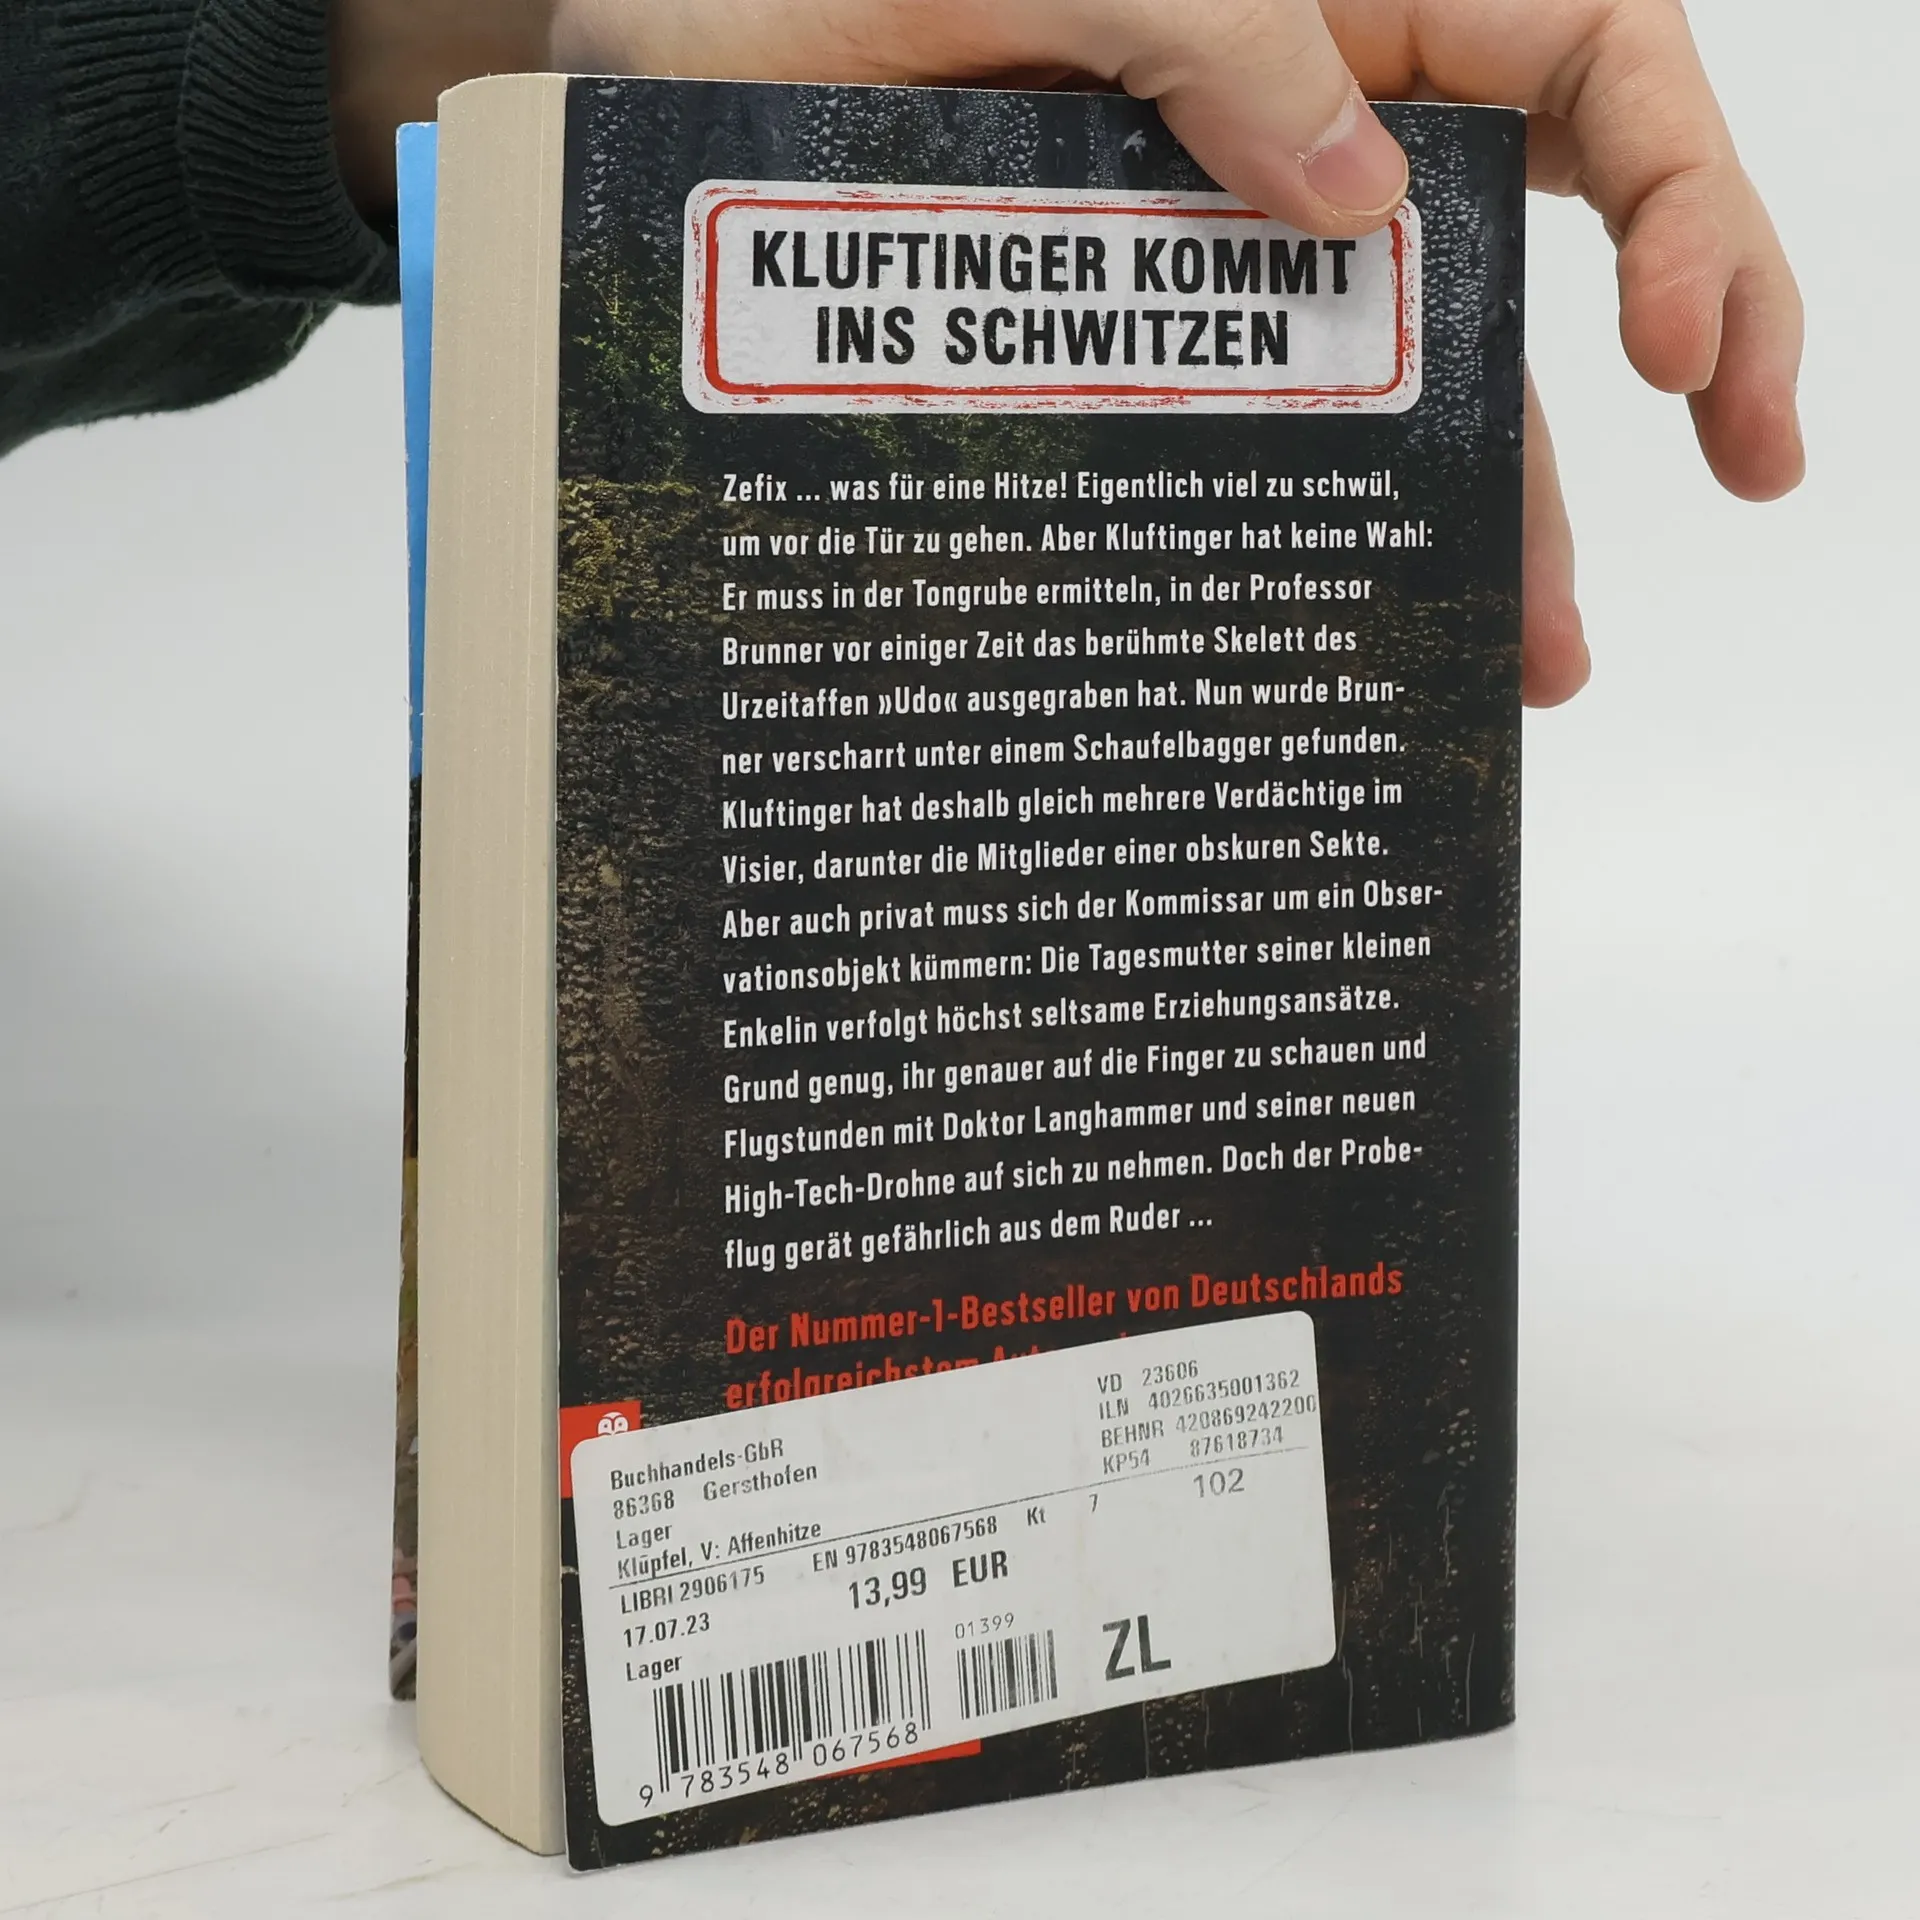 KLUFTINGER KOMMT
INS SCHWITZEN
Zefix ... was für eine Hitze! Eigentlich viel zu schwül,
um vor die Tür zu gehen. Aber Kluftinger hat keine Wahl:
Er muss in der Tongrube ermitteln, in der Professor
Brunner vor einiger Zeit das berühmte Skelett des
Urzeitaffen »Udo« ausgegraben hat. Nun wurde Brun-
ner verscharrt unter einem Schaufelbagger gefunden.
Kluftinger hat deshalb gleich mehrere Verdächtige im
Visier, darunter die Mitglieder einer obskuren Sekte.
Aber auch privat muss sich der Kommissar um ein Obser-
vationsobjekt kümmern: Die Tagesmutter seiner kleinen
Enkelin verfolgt höchst seltsame Erziehungsansätze.
Grund genug, ihr genauer auf die Finger zu schauen und
Flugstunden mit Doktor Langhammer und seiner neuen
High-Tech-Drohne auf sich zu nehmen. Doch der Probe-
flug gerät gefährlich aus dem Ruder ...
Der Nummer-1-Bestseller von Deutschlands
erfolgreichstem
VD 23606
ILN 4026635001362
BEHNR 420869242200
KP54 87618734
Buchhandels-GbR
86368 Gersthofen
Lager
Klüpfel, V: Affenhitze
102
LIBRI 2906175 EN 9783548067568 Kt 7
17.07.23 13,99 EUR
Lager
01399
ZL
9 783548 067568